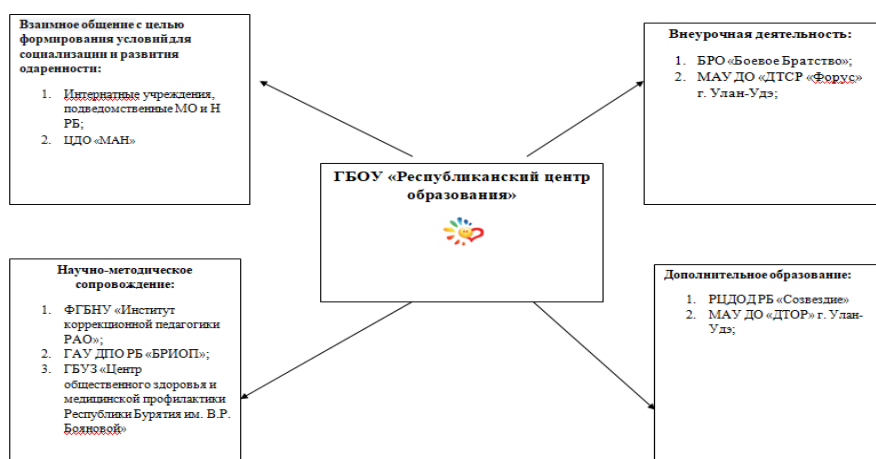 Взаимное общение с целью
формирования условий для
социализации и развития
одаренности:
1. Интернатные учреждения,
подведомственные МО и Н
РБ;
2. ЦДО «МАН»
Внеурочная деятельность:
1. БРО «Боевое Братство»;
2. МАУ ДО «ДТСР «Форус»
г. Улан-Удэ;
ГБОУ «Республиканский центр
образования»
Научно-методическое
сопровождение:
1. ФГБНУ «Институт
коррекционной педагогики
РАО»;
2. ГАУ ДПО РБ «БРИОП»;
3. ГБУЗ «Центр
общественного здоровья и
медицинской профилактики
Республики Бурятия им. В.Р.
Бояновой»
Дополнительное образование:
1. РЦДОД РБ «Созвездие»
2. МАУ ДО «ДТОР» г. Улан-
Удэ;